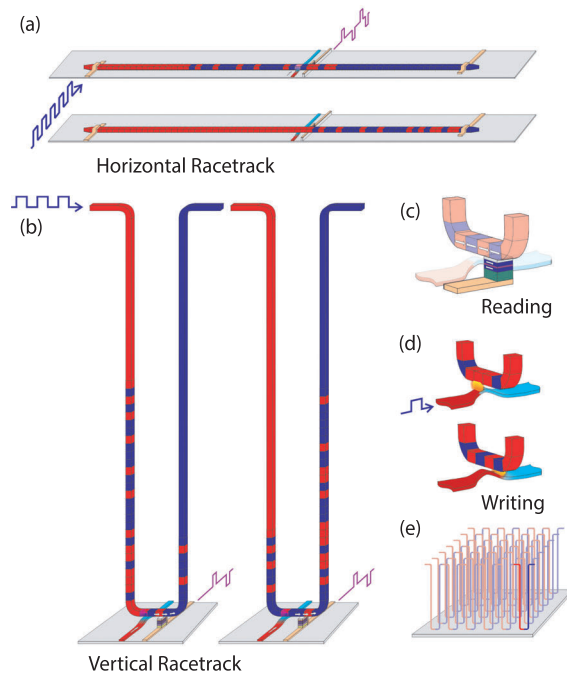 (a)
Horizontal Racetrack
(b)
(c)
Reading
(d)
Writing
(e)
Vertical Racetrack